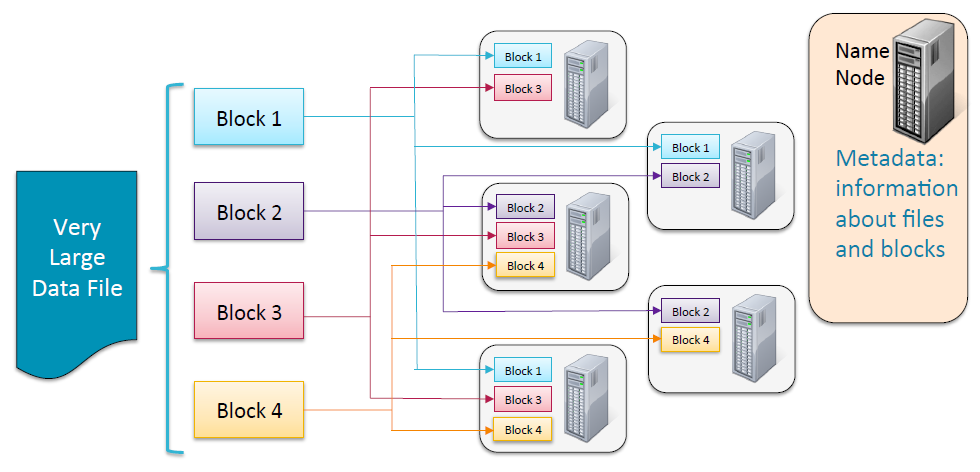 Very
Large
Data File
Block 1
Block 2
Block 3
Block 4
Block 1
Block 3
Block 1
Block 2
Block 2
Block 3
Block 4
Block 2
Block 4
Block 1
Block 3
Block 4
Name
Node
Metadata:
information
about files
and blocks